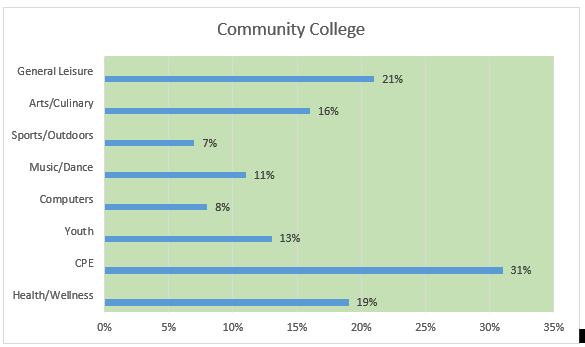 Community College
General Leisure 21%
Arts/Culinary 16%
Sports/Outdoors 7%
Music/Dance 11%
Computers 8%
Youth 13%
CPE 31%
Health/Wellness 19%
0% 5% 10% 15% 20% 25% 30% 35%